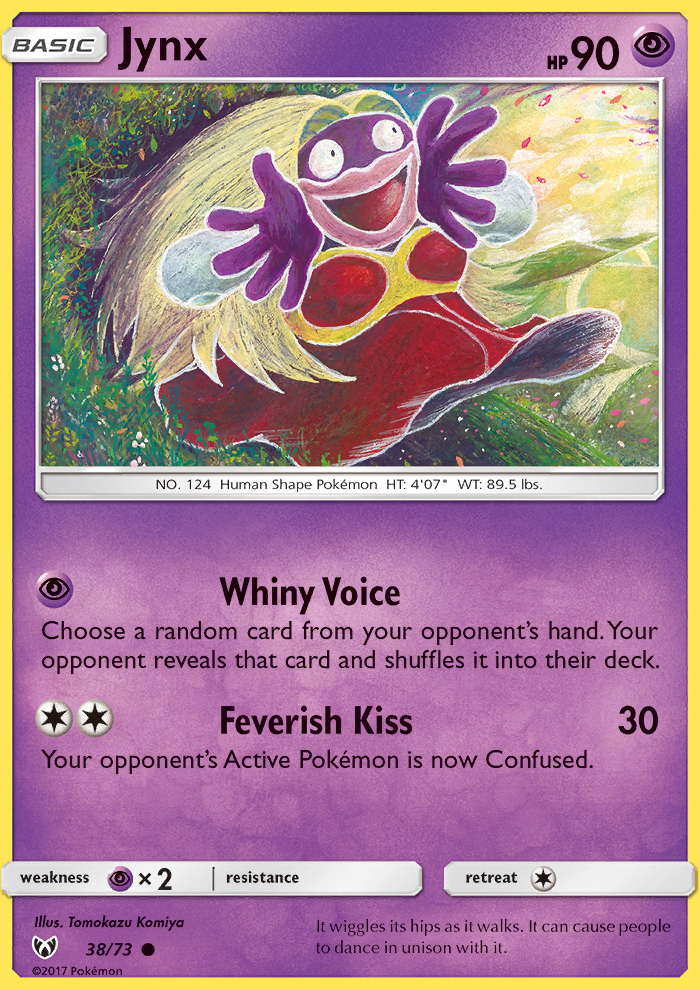 BASIC Jynx HP 90
NO. 124 Human Shape Pokémon HT: 4'07" WT: 89.5 lbs.
Whiny Voice
Choose a random card from your opponent's hand. Your
opponent reveals that card and shuffles it into their deck.
Feverish Kiss 30
Your opponent's Active Pokémon is now Confused.
weakness ×2 resistance retreat
Illus. Tomokazu Komiya
38/73
©2017 Pokémon
It wiggles its hips as it walks. It can cause people
to dance in unison with it.